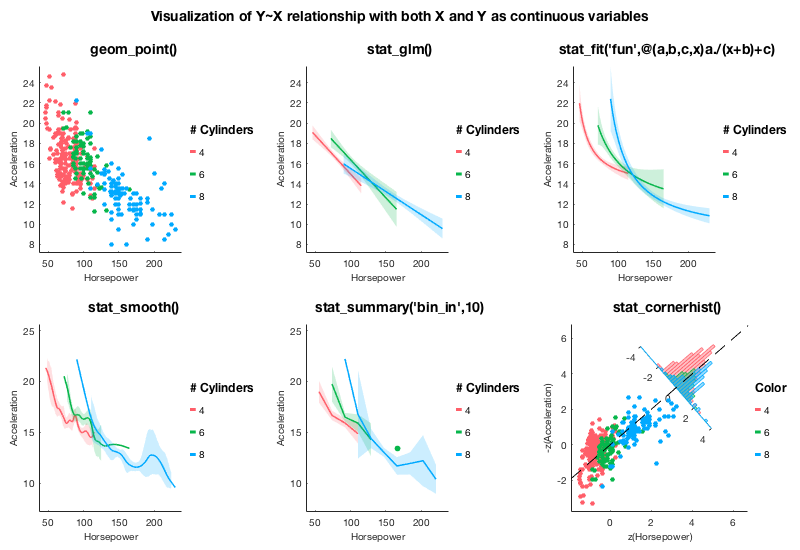 Visualization of Y~X relationship with both X and Y as continuous variables
geom_point()
24
22
20
18
16
14
12
10
8
Acceleration
50 100 150 200
Horsepower
# Cylinders
4
6
8
stat_glm()
24
22
20
18
16
14
12
10
8
Acceleration
50 100 150 200
Horsepower
# Cylinders
4
6
8
stat_fit('fun',@(a,b,c,x)a./(x+b)+c)
24
22
20
18
16
14
12
10
8
Acceleration
50 100 150 200
Horsepower
# Cylinders
4
6
8
stat_smooth()
25
20
15
10
Acceleration
50 100 150 200
Horsepower
# Cylinders
4
6
8
stat_summary('bin_in',10)
25
20
15
10
Acceleration
50 100 150 200
Horsepower
# Cylinders
4
6
8
stat_cornerhist()
6
4
2
0
-2
-z(Acceleration)
0 2 4 6
z(Horsepower)
-4
-2
0
2
4
Color
4
6
8